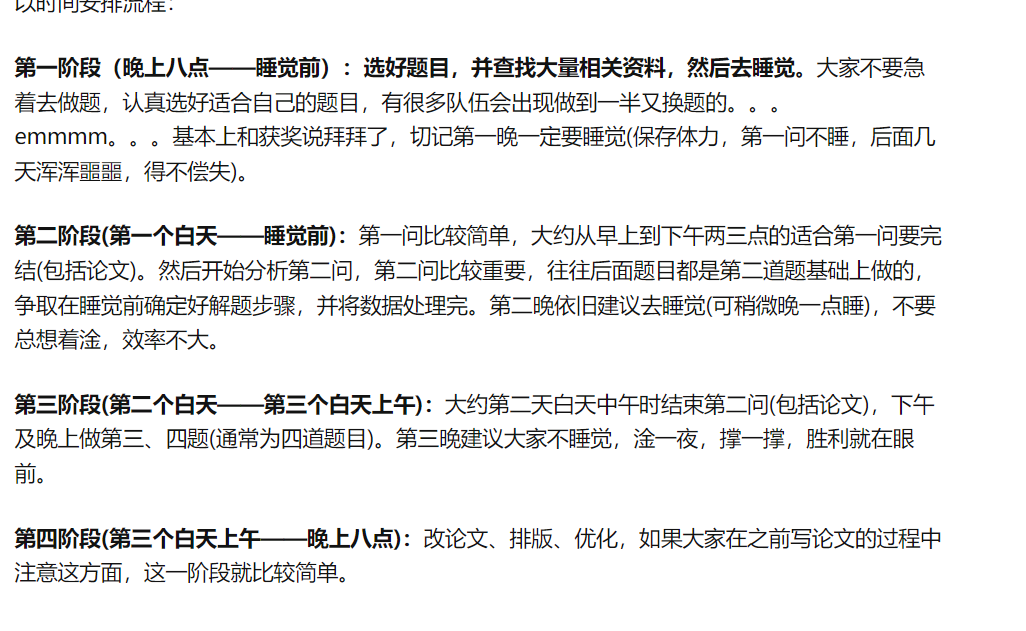 以时间安排流程：
第一阶段（晚上八点——睡觉前）：选好题目，并查找大量相关资料，然后去睡觉。大家不要急
着去做题，认真选好适合自己的题目，有很多队伍会出现做到一半又换题的。。。
emmmm。。。基本上和获奖说拜拜了，切记第一晚一定要睡觉(保存体力，第一问不睡，后面几
天浑浑噩噩，得不偿失)。
第二阶段(第一个白天——睡觉前)：第一问比较简单，大约从早上到下午两三点的适合第一问要完
结(包括论文)。然后开始分析第二问，第二问比较重要，往往后面题目都是第二道题基础上做的，
争取在睡觉前确定好解题步骤，并将数据处理完。第二晚依旧建议去睡觉(可稍微晚一点睡)，不要
总想着淦，效率不大。
第三阶段(第二个白天——第三个白天上午)：大约第二天白天中午时结束第二问(包括论文)，下午
及晚上做第三、四题(通常为四道题目)。第三晚建议大家不睡觉，淦一夜，撑一撑，胜利就在眼
前。
第四阶段(第三个白天上午——晚上八点)：改论文、排版、优化，如果大家在之前写论文的过程中
注意这方面，这一阶段就比较简单。